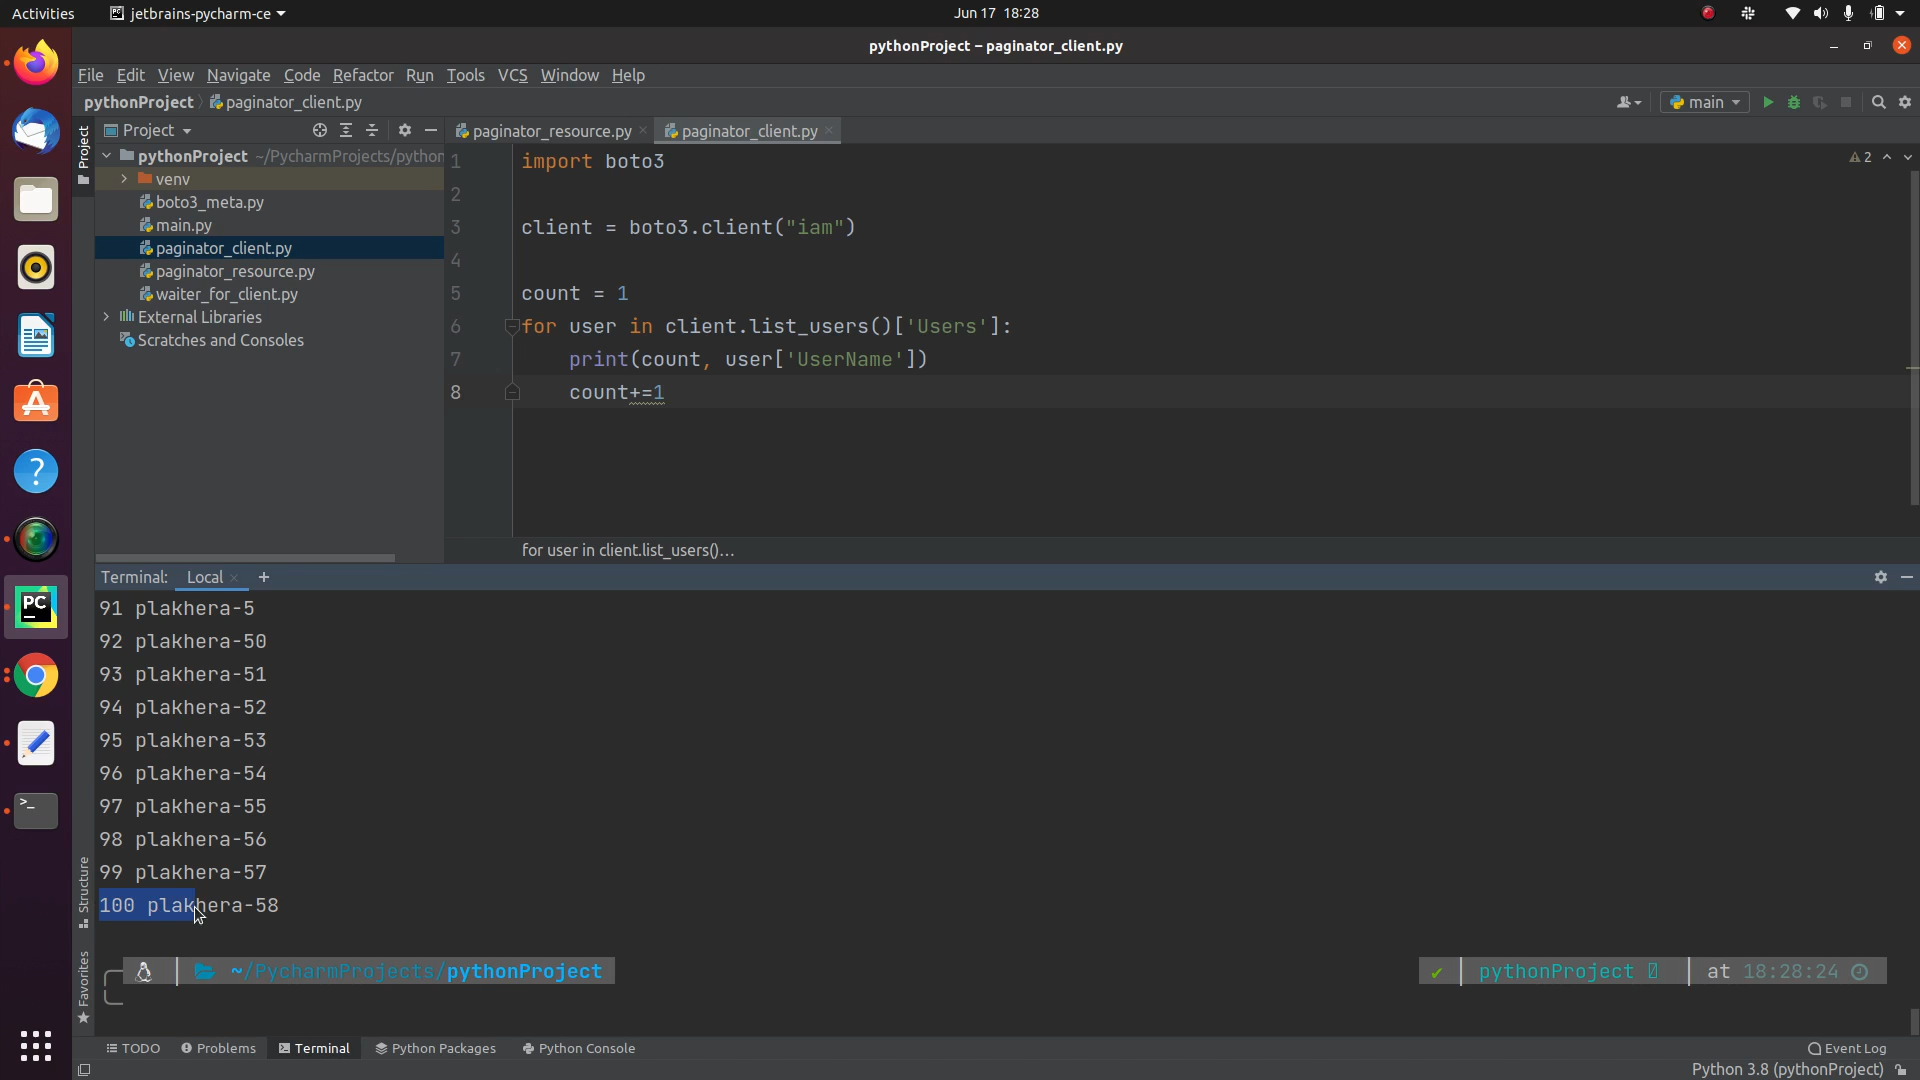 Activities jetbrains-pycharm-ce Jun 17 18:28
pythonProject – paginator_client.py
File Edit View Navigate Code Refactor Run Tools VCS Window Help
pythonProject paginator_client.py main
Project
Project
paginator_resource.py paginator_client.py
pythonProject ~/PycharmProjects/python
venv
boto3_meta.py
main.py
paginator_client.py
paginator_resource.py
waiter_for_client.py
External Libraries
Scratches and Consoles
1 import boto3
2
2
3 client = boto3.client("iam")
4
5 count = 1
6 for user in client.list_users()['Users']:
7 print(count, user['UserName'])
8 count+=1
for user in client.list_users()...
Terminal: Local +
91 plakhera-5
92 plakhera-50
93 plakhera-51
94 plakhera-52
95 plakhera-53
96 plakhera-54
97 plakhera-55
98 plakhera-56
99 plakhera-57
100 plakhera-58
~/PycharmProjects/pythonProject pythonProject at 18:28:24
Structure
Favorites
PC
TODO Problems Terminal Python Packages Python Console Event Log
Python 3.8 (pythonProject)